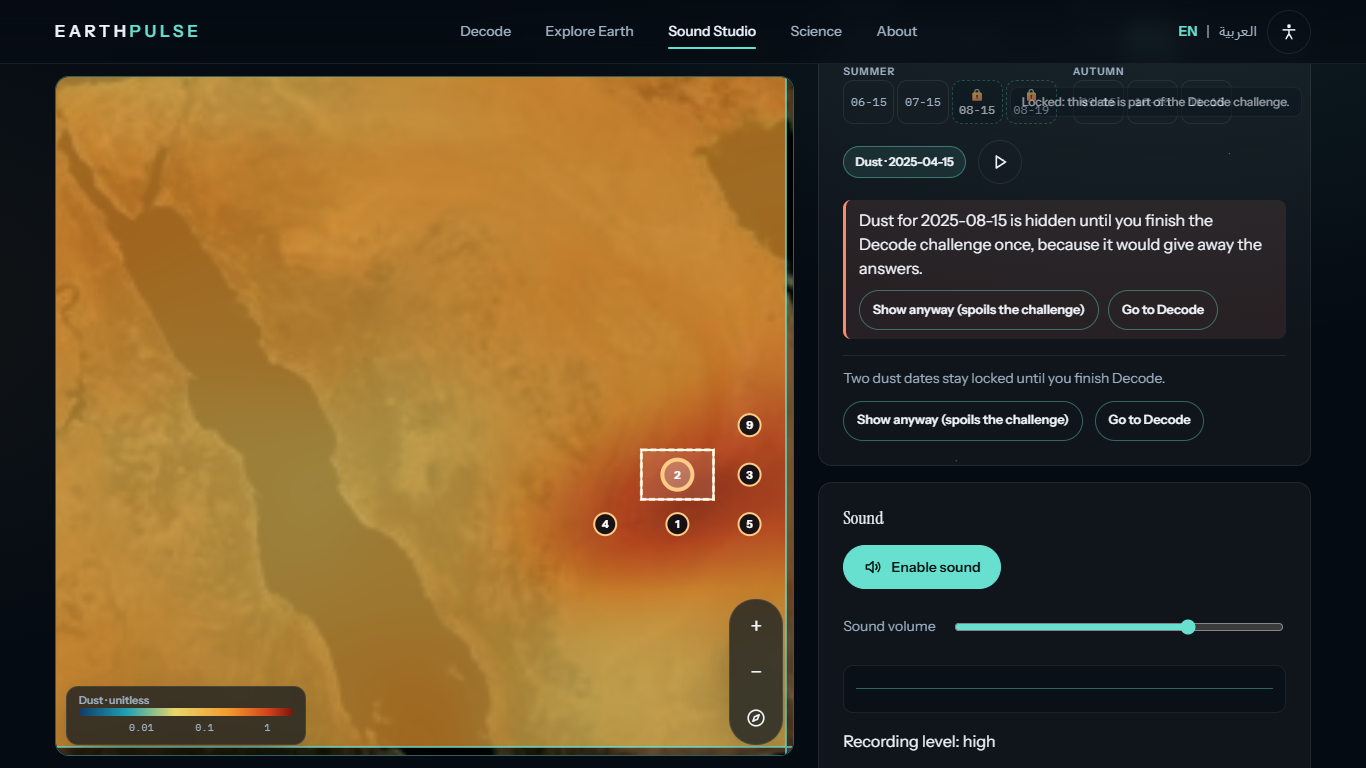 EARTHPULSE
Decode
Explore Earth
Sound Studio
Science
About
EN | العربية
SUMMER
AUTUMN
06-15
07-15
08-15
08-19
Locked: this date is part of the Decode challenge.
Dust·2025-04-15
Dust for 2025-08-15 is hidden until you finish the
Decode challenge once, because it would give away the
answers.
Show anyway (spoils the challenge)
Go to Decode
Two dust dates stay locked until you finish Decode.
Show anyway (spoils the challenge)
Go to Decode
9
2
3
4
1
5
Sound
Enable sound
Sound volume
Recording level: high
+
−
Dust·unitless
0.01
0.1
1